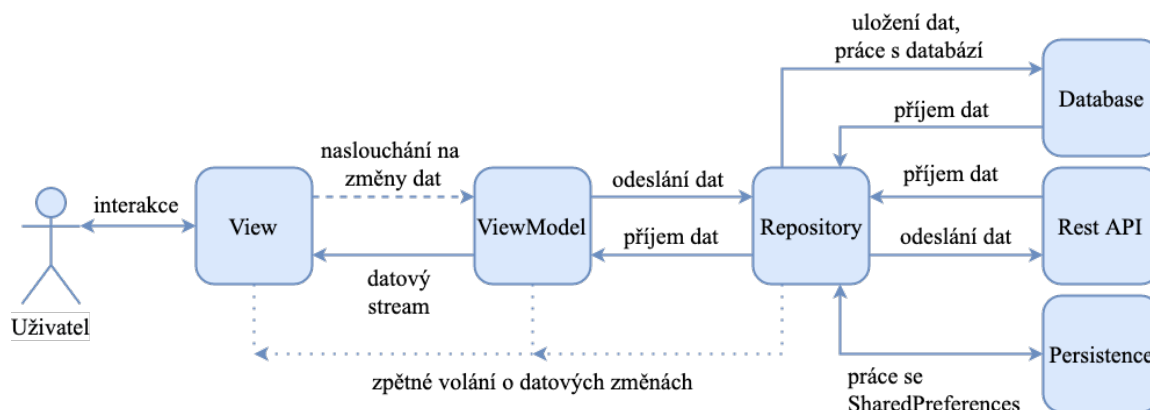 uložení dat,
práce s databází
Database
příjem dat
naslouchání na
změny dat
odeslání dat
příjem dat
interakce
View
ViewModel
Repository
Rest API
příjem dat
odeslání dat
datový
stream
Uživatel
zpětné volání o datových změnách
Persistence
práce se
SharedPreferences